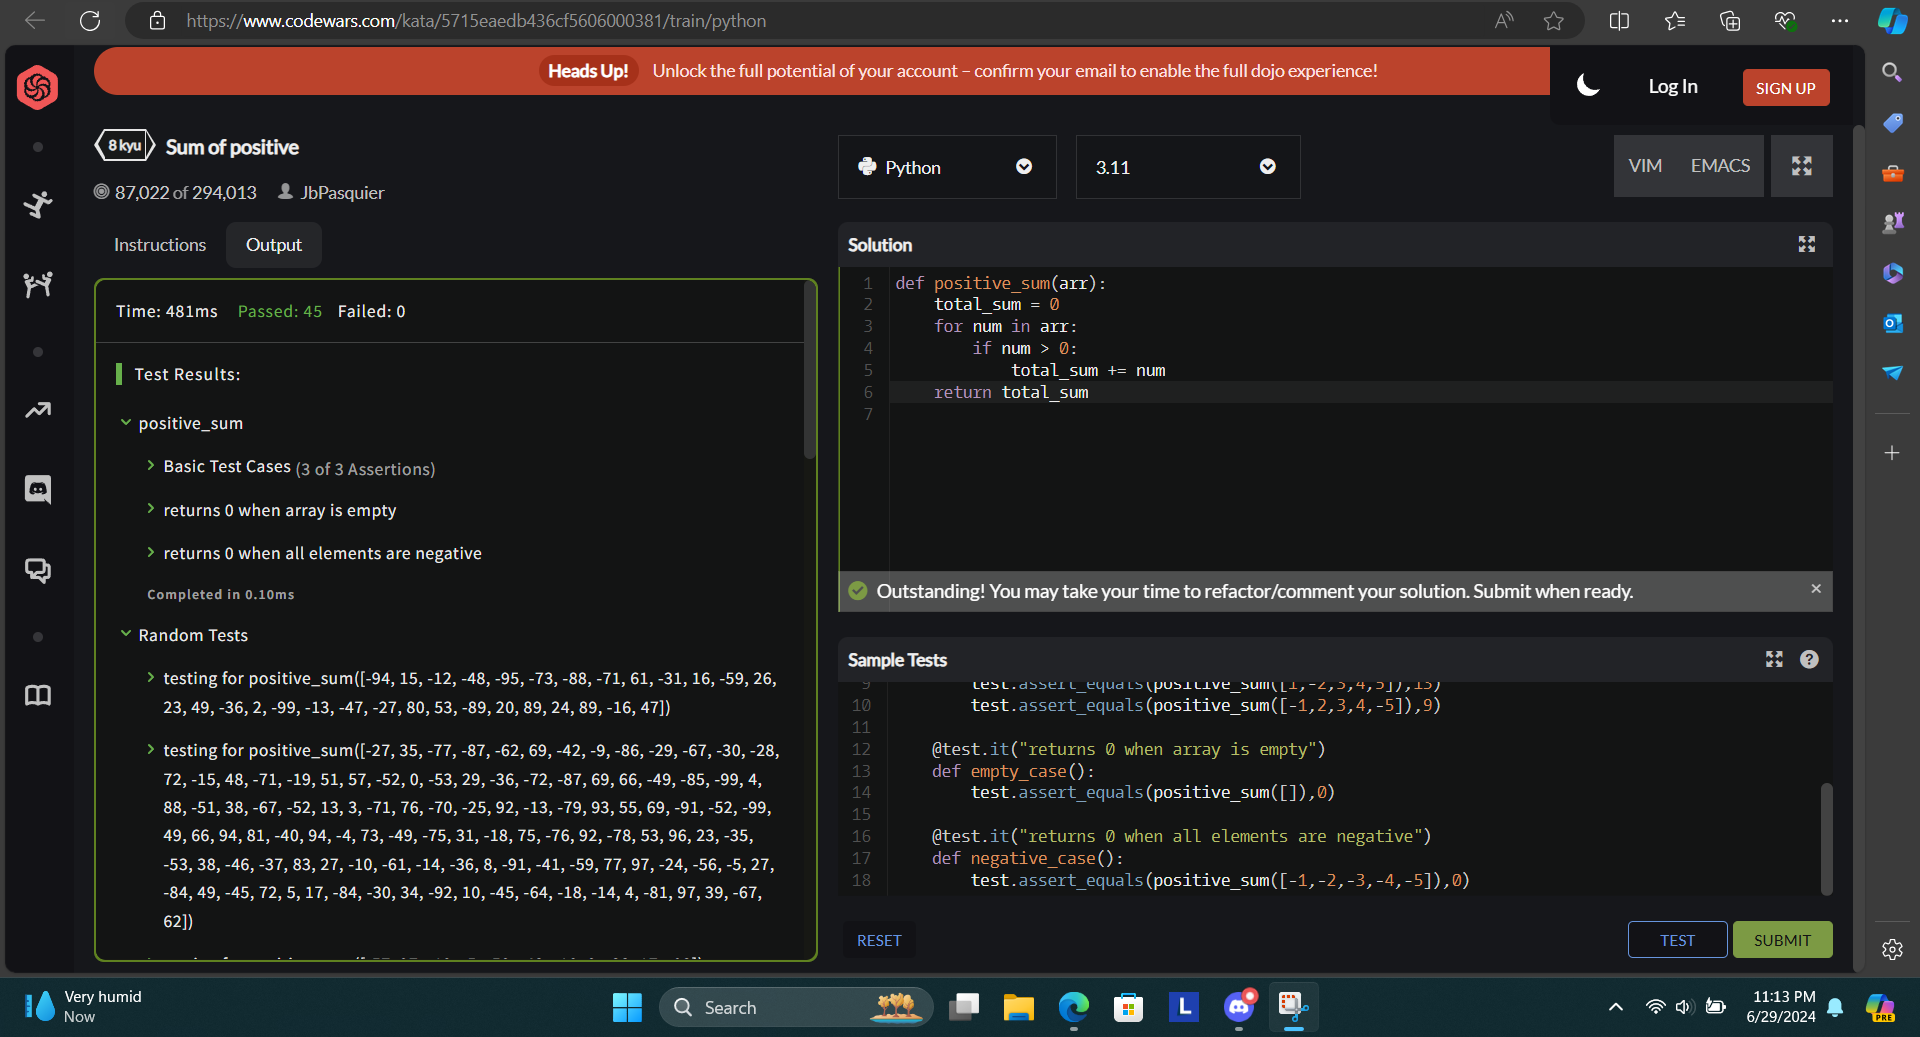 https://www.codewars.com/kata/5715eaedb436cf5606000381/train/python
Heads Up! Unlock the full potential of your account – confirm your email to enable the full dojo experience!
Log In
SIGN UP
8 kyu
Sum of positive
87,022 of 294,013 JbPasquier
Python
3.11
VIM EMACS
Instructions
Output
Time: 481ms Passed: 45 Failed: 0
Test Results:
positive_sum
Basic Test Cases (3 of 3 Assertions)
returns 0 when array is empty
returns 0 when all elements are negative
Completed in 0.10ms
Random Tests
testing for positive_sum([-94, 15, -12, -48, -95, -73, -88, -71, 61, -31, 16, -59, 26,
23, 49, -36, 2, -99, -13, -47, -27, 80, 53, -89, 20, 89, 24, 89, -16, 47])
testing for positive_sum([-27, 35, -77, -87, -62, 69, -42, -9, -86, -29, -67, -30, -28,
72, -15, 48, -71, -19, 51, 57, -52, 0, -53, 29, -36, -72, -87, 69, 66, -49, -85, -99, 4,
88, -51, 38, -67, -52, 13, 3, -71, 76, -70, -25, 92, -13, -79, 93, 55, 69, -91, -52, -99,
49, 66, 94, 81, -40, 94, -4, 73, -49, -75, 31, -18, 75, -76, 92, -78, 53, 96, 23, -35,
-53, 38, -46, -37, 83, 27, -10, -61, -14, -36, 8, -91, -41, -59, 77, 97, -24, -56, -5, 27,
-84, 49, -45, 72, 5, 17, -84, -30, 34, -92, 10, -45, -64, -18, -14, 4, -81, 97, 39, -67,
62])
Solution
1 def positive_sum(arr):
2     total_sum = 0
3     for num in arr:
4         if num > 0:
5             total_sum += num
6     return total_sum
7
Outstanding! You may take your time to refactor/comment your solution. Submit when ready.
Sample Tests
9         test.assert_equals(positive_sum([1,-2,3,4,5]),13)
10         test.assert_equals(positive_sum([-1,2,3,4,-5]),9)
11
12     @test.it("returns 0 when array is empty")
13     def empty_case():
14         test.assert_equals(positive_sum([]),0)
15
16     @test.it("returns 0 when all elements are negative")
17     def negative_case():
18         test.assert_equals(positive_sum([-1,-2,-3,-4,-5]),0)
RESET
TEST
SUBMIT
Very humid
Now
Search
L
PRE
11:13 PM
6/29/2024